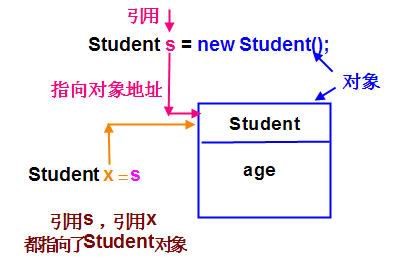 引用
Student s = new Student();
指向对象地址
对象
Student
age
Student x = s
引用s ，引用x
都指向了Student对象